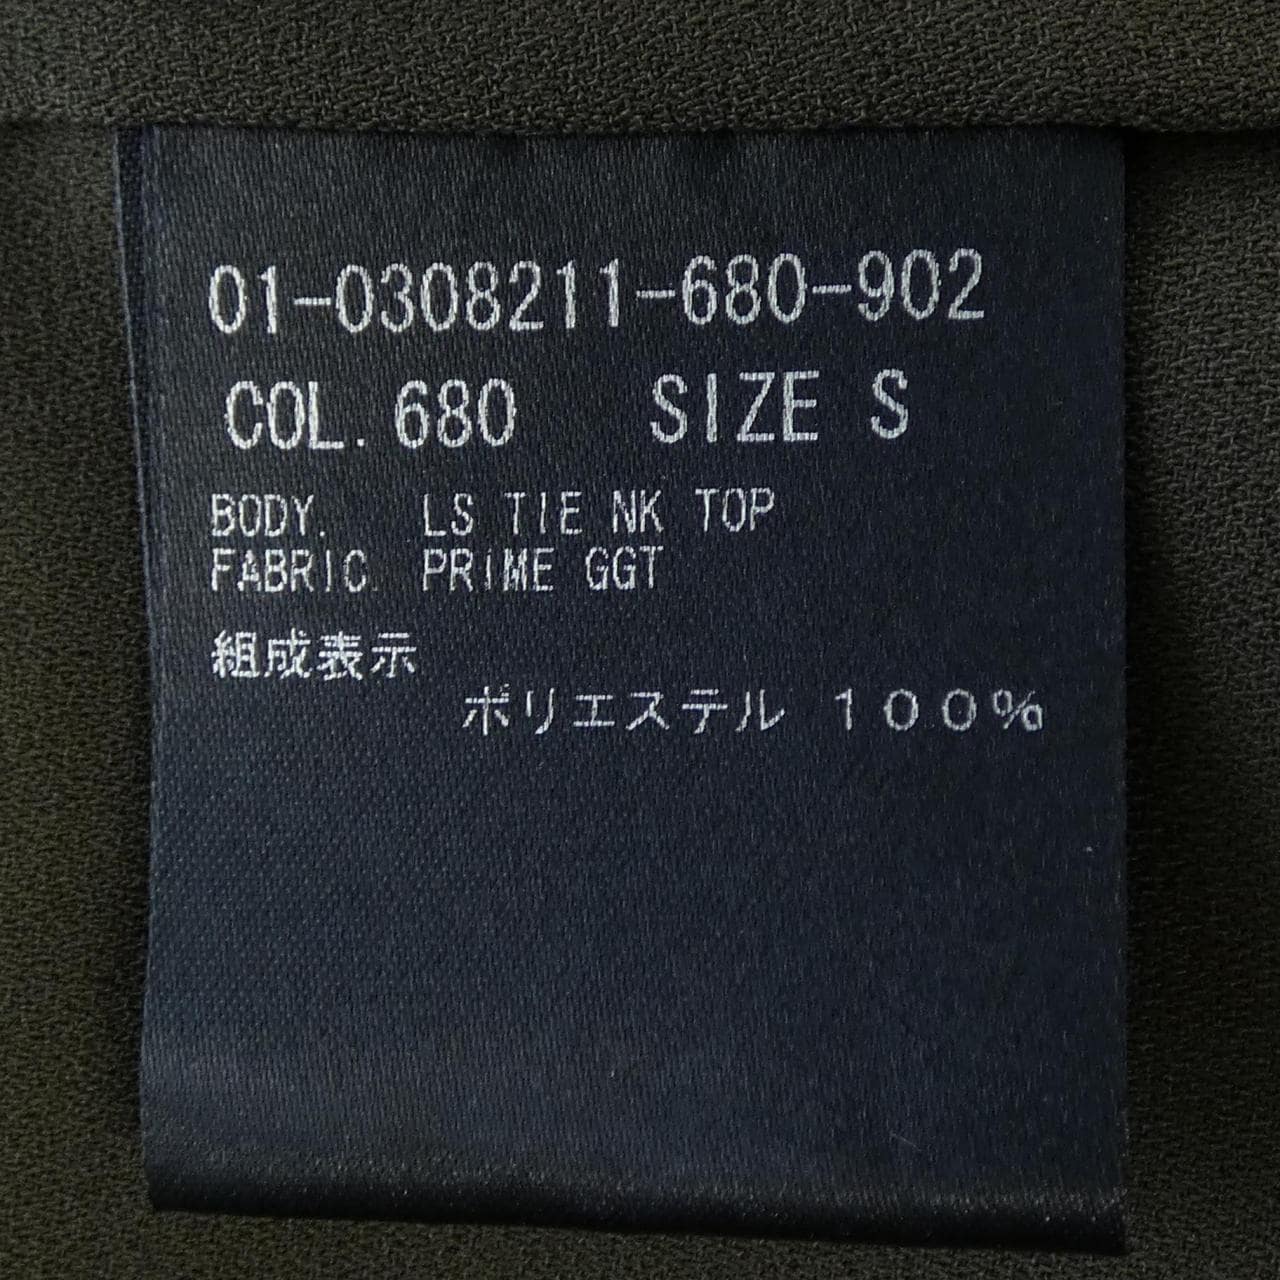 01-0308211-680-902
COL. 680 SIZE S
BODY. LS TIE NK TOP
FABRIC. PRIME GGT
組成表示
ポリエステル 100%